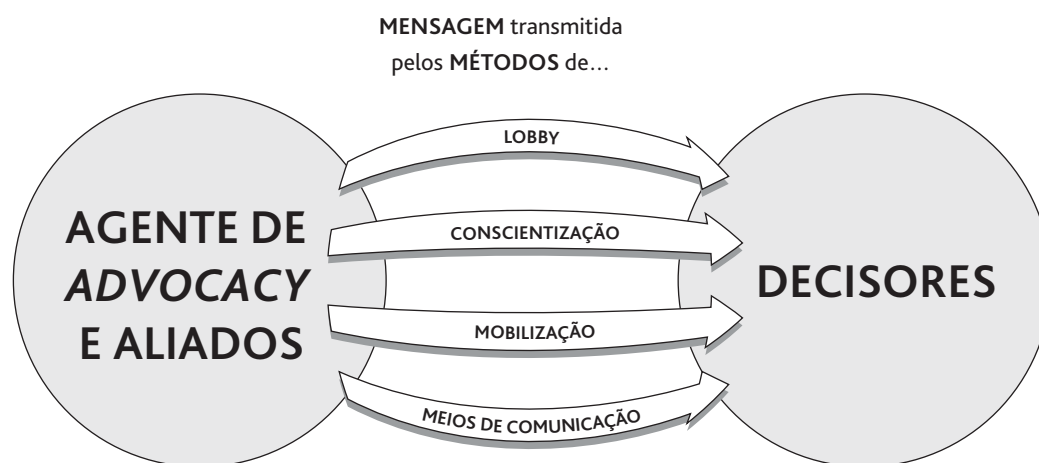 MENSAGEM transmitida
pelos MÉTODOS de...
LOBBY
AGENTE DE
ADVOCACY
E ALIADOS
CONSCIENTIZAÇÃO
MOBILIZAÇÃO
MEIOS DE COMUNICAÇÃO
DECISORES